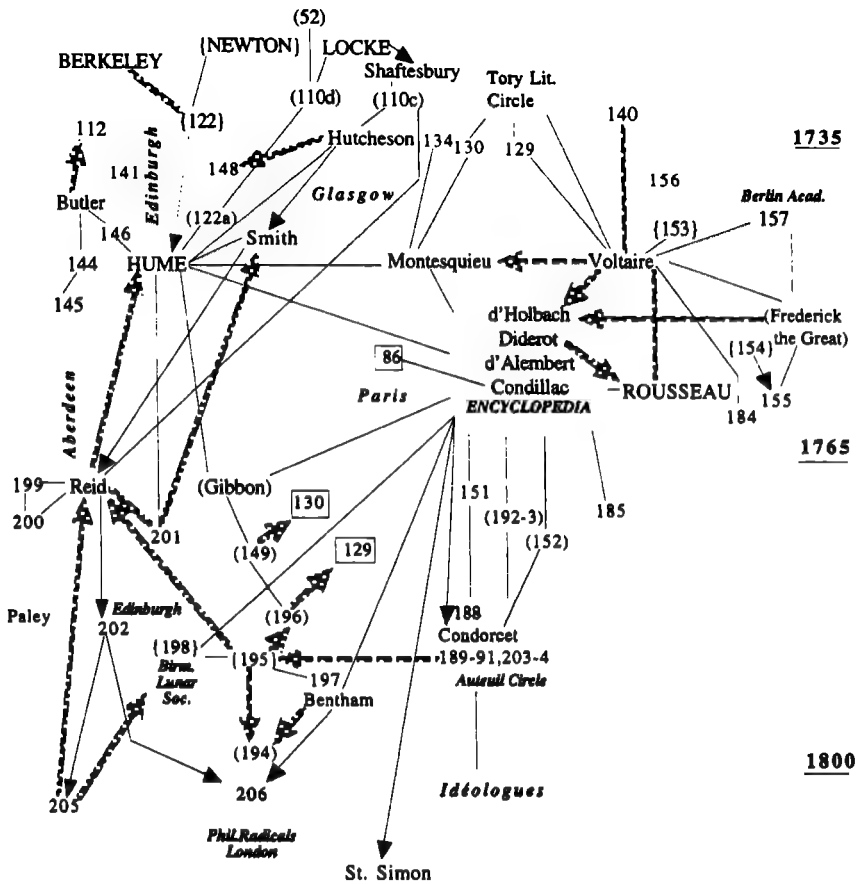 (52)
{NEWTON}
LOCKE
BERKELEY
Shaftesbury
Tory Lit.
Circle
(110d)
(110c)
{122}
112
Edinburgh
Hutcheson
134
130
129
140
1735
141
148
Glasgow
156
Berlin Acad.
Butler
(122a)
157
146
Smith
{153}
144
HUME
Montesquieu
Voltaire
145
d'Holbach
(Frederick
the Great)
Diderot
{154}
86
d'Alembert
Paris
Condillac
ROUSSEAU
155
ENCYCLOPEDIA
184
Aberdeen
1765
199
Reid
(Gibbon)
130
151
200
201
(192-3)
185
(149)
129
(152)
Paley
Edinburgh
(196)
188
202
Condorcet
{198}
{195}
189-91,203-4
Birm.
Lunar
Soc.
197
Auteuil Circle
Bentham
(194)
1800
205
206
Idéologues
Phil.Radicals
London
St. Simon